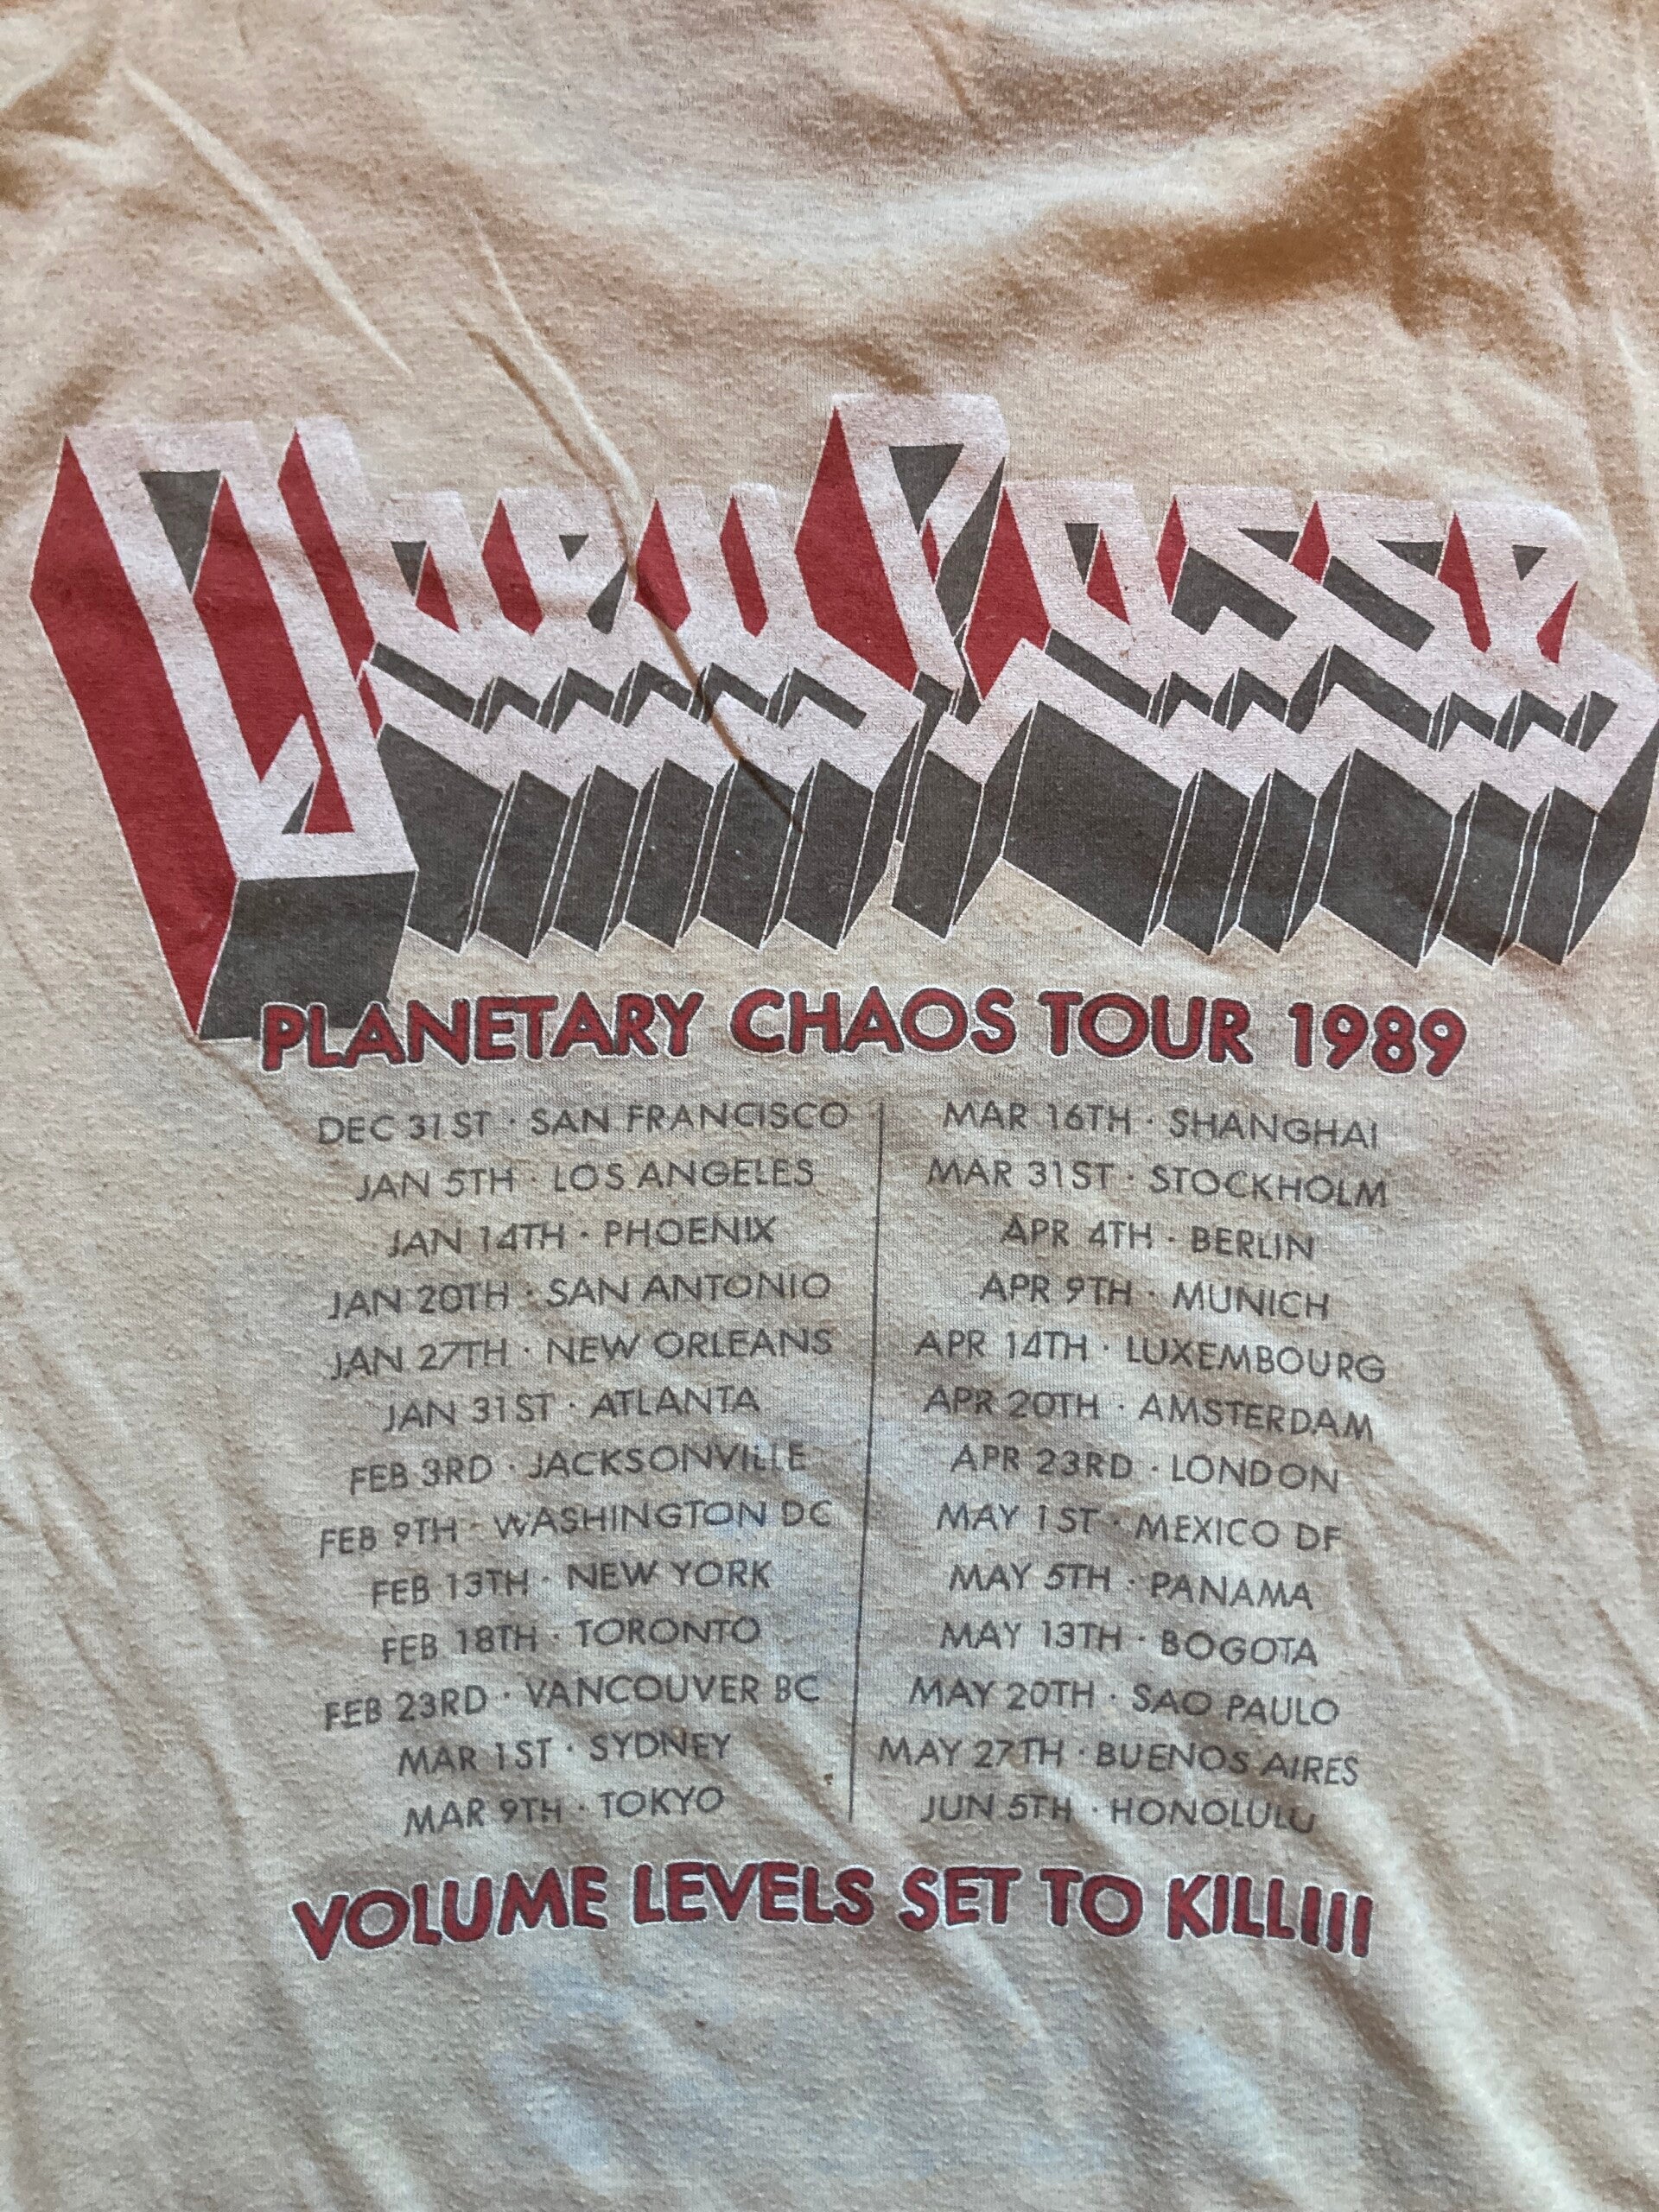 PLANETARY CHAOS TOUR 1989
DEC 31ST · SAN FRANCISCO
JAN 5TH · LOS ANGELES
JAN 14TH · PHOENIX
JAN 20TH · SAN ANTONIO
JAN 27TH · NEW ORLEANS
JAN 31ST · ATLANTA
FEB 3RD · JACKSONVILLE
FEB 9TH · WASHINGTON DC
FEB 13TH · NEW YORK
FEB 18TH · TORONTO
FEB 23RD · VANCOUVER BC
MAR 1ST · SYDNEY
MAR 9TH · TOKYO
MAR 16TH · SHANGHAI
MAR 31ST · STOCKHOLM
APR 4TH · BERLIN
APR 9TH · MUNICH
APR 14TH · LUXEMBOURG
APR 20TH · AMSTERDAM
APR 23RD · LONDON
MAY 1ST · MEXICO DF
MAY 5TH · PANAMA
MAY 13TH · BOGOTA
MAY 20TH · SAO PAULO
MAY 27TH · BUENOS AIRES
JUN 5TH · HONOLULU
VOLUME LEVELS SET TO KILLIII